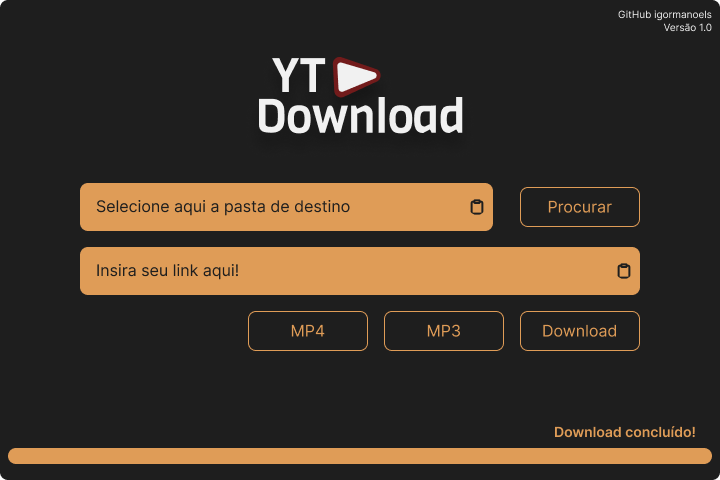 GitHub igormanoels
Versão 1.0
YT
Download
Selecione aqui a pasta de destino
Procurar
Insira seu link aqui!
MP4
MP3
Download
Download concluído!